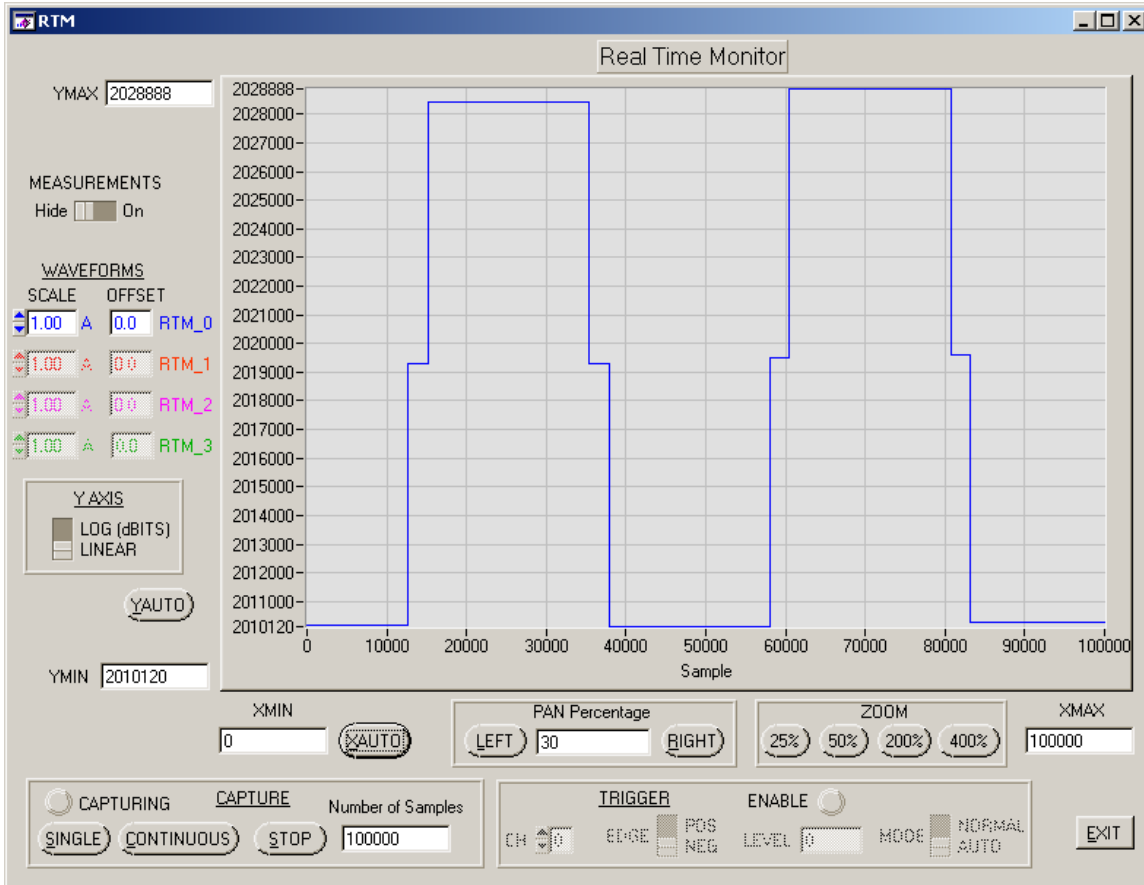 RTM
Real Time Monitor
YMAX 2028888
MEASUREMENTS
Hide On
WAVEFORMS
SCALE OFFSET
1.00 A 0.0 RTM_0
1.00 A 0.0 RTM_1
1.00 A 0.0 RTM_2
1.00 A 0.0 RTM_3
Y AXIS
LOG (dBITS)
LINEAR
YAUTO
YMIN 2010120
2028888
2028000
2027000
2026000
2025000
2024000
2023000
2022000
2021000
2020000
2019000
2018000
2017000
2016000
2015000
2014000
2013000
2012000
2011000
2010120
0 10000 20000 30000 40000 50000 60000 70000 80000 90000 100000
Sample
XMIN
0
XAUTO
PAN Percentage
LEFT 30 RIGHT
ZOOM
25% 50% 200% 400%
XMAX
100000
CAPTURING CAPTURE Number of Samples
SINGLE CONTINUOUS STOP 100000
TRIGGER ENABLE
CH 0 EDGE POS NEG LEVEL 0 MODE NORMAL AUTO
EXIT